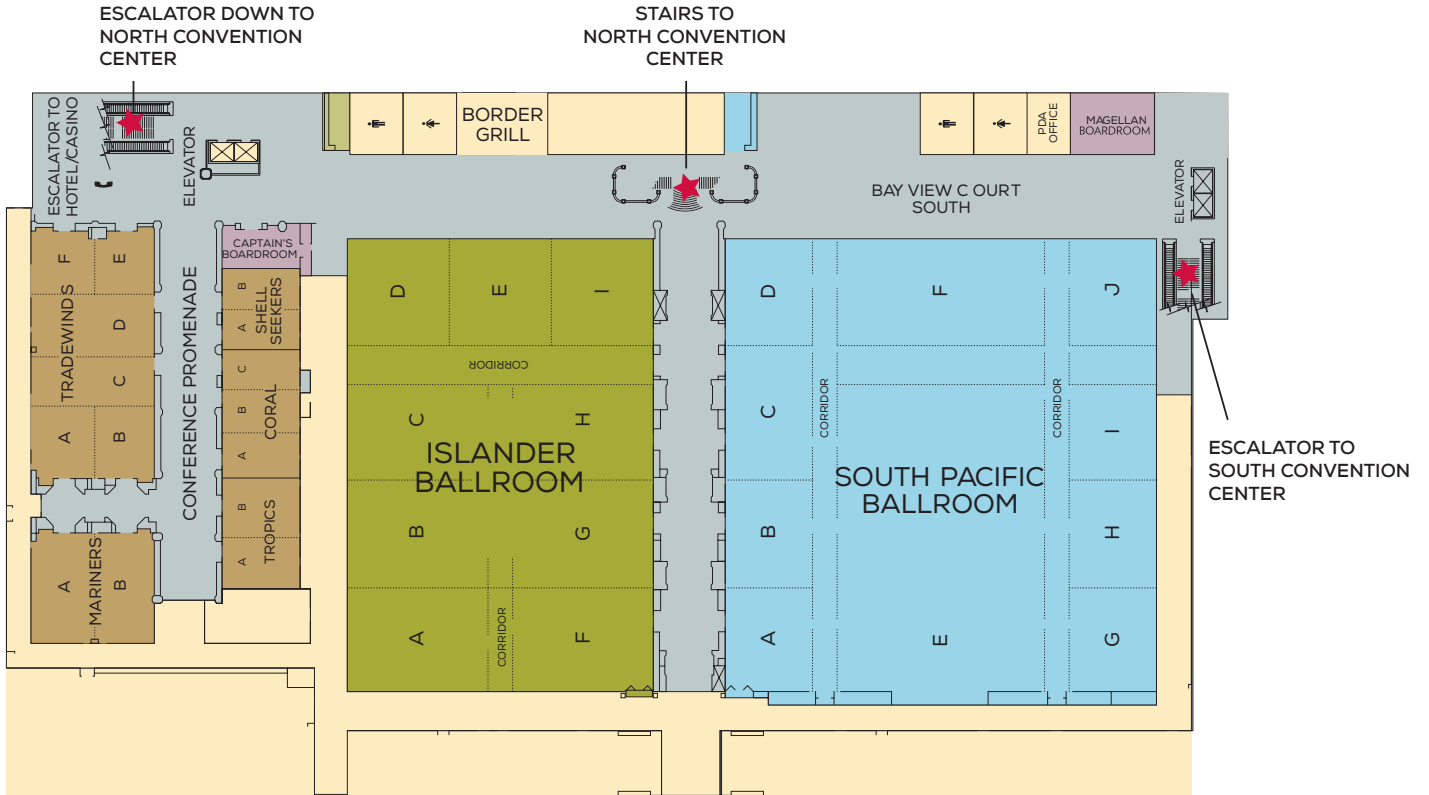 ESCALATOR DOWN TO
NORTH CONVENTION
CENTER
STAIRS TO
NORTH CONVENTION
CENTER
ESCALATOR TO
HOTEL/CASINO
ELEVATOR
BORDER
GRILL
PDA
OFFICE
MAGELLAN
BOARDROOM
BAY VIEW C OURT
SOUTH
ELEVATOR
CAPTAIN'S
BOARDROOM
TRADEWINDS
F
E
D
C
A
B
CONFERENCE PROMENADE
SHELL
SEEKERS
B
A
CORAL
C
B
A
TROPICS
B
A
MARINERS
A
B
D
E
I
CORRIDOR
C
H
ISLANDER
BALLROOM
B
G
A
CORRIDOR
F
D
F
J
C
CORRIDOR
CORRIDOR
I
SOUTH PACIFIC
BALLROOM
B
H
A
E
G
ESCALATOR TO
SOUTH CONVENTION
CENTER